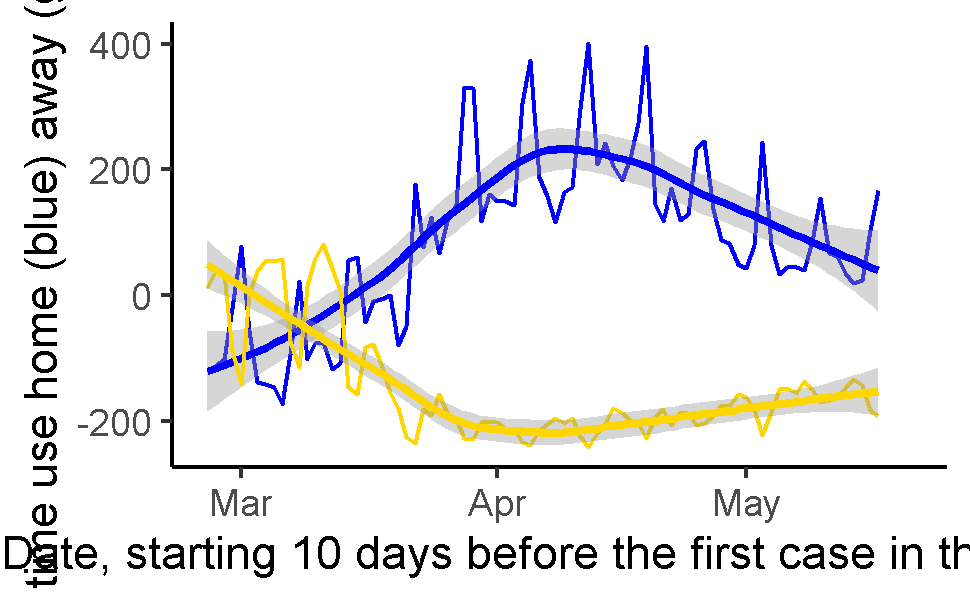 time use home (blue) away (
400
200
0
-200
Mar Apr May
Date, starting 10 days before the first case in th